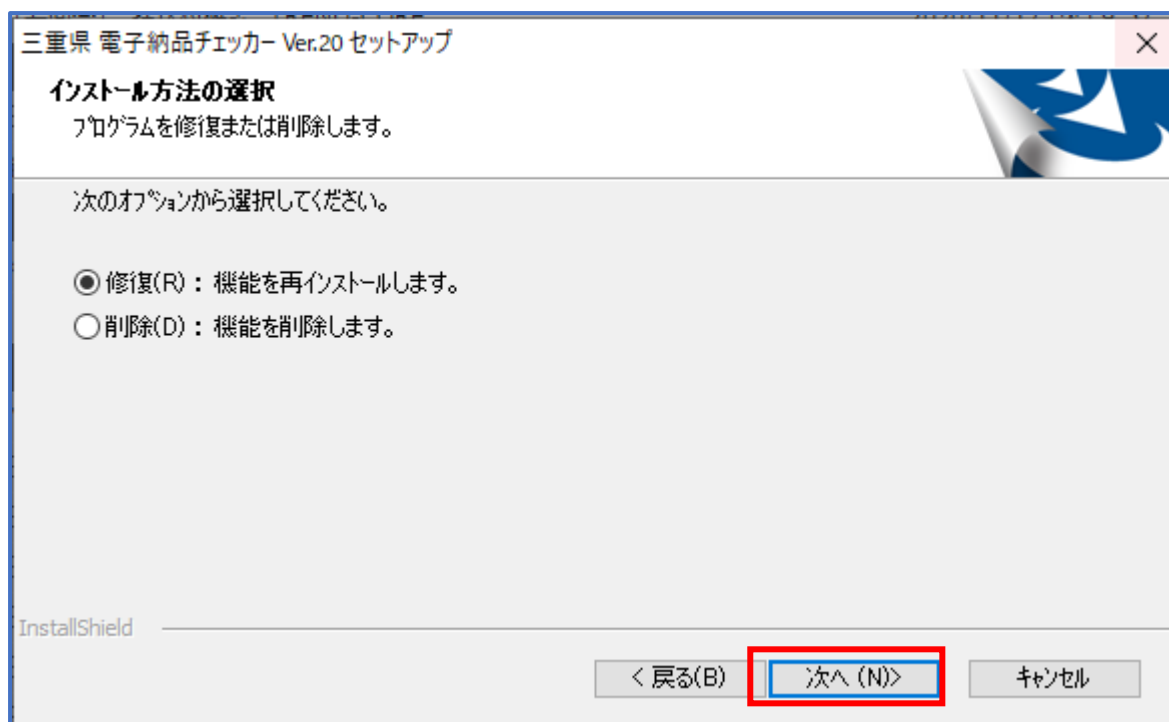 三重県 電子納品チェッカー Ver.20 セットアップ
インストール方法の選択
プログラムを修復または削除します。
次のオプションから選択してください。
修復(R)： 機能を再インストールします。
削除(D)： 機能を削除します。
InstallShield
< 戻る(B)
次へ (N)>
キャンセル